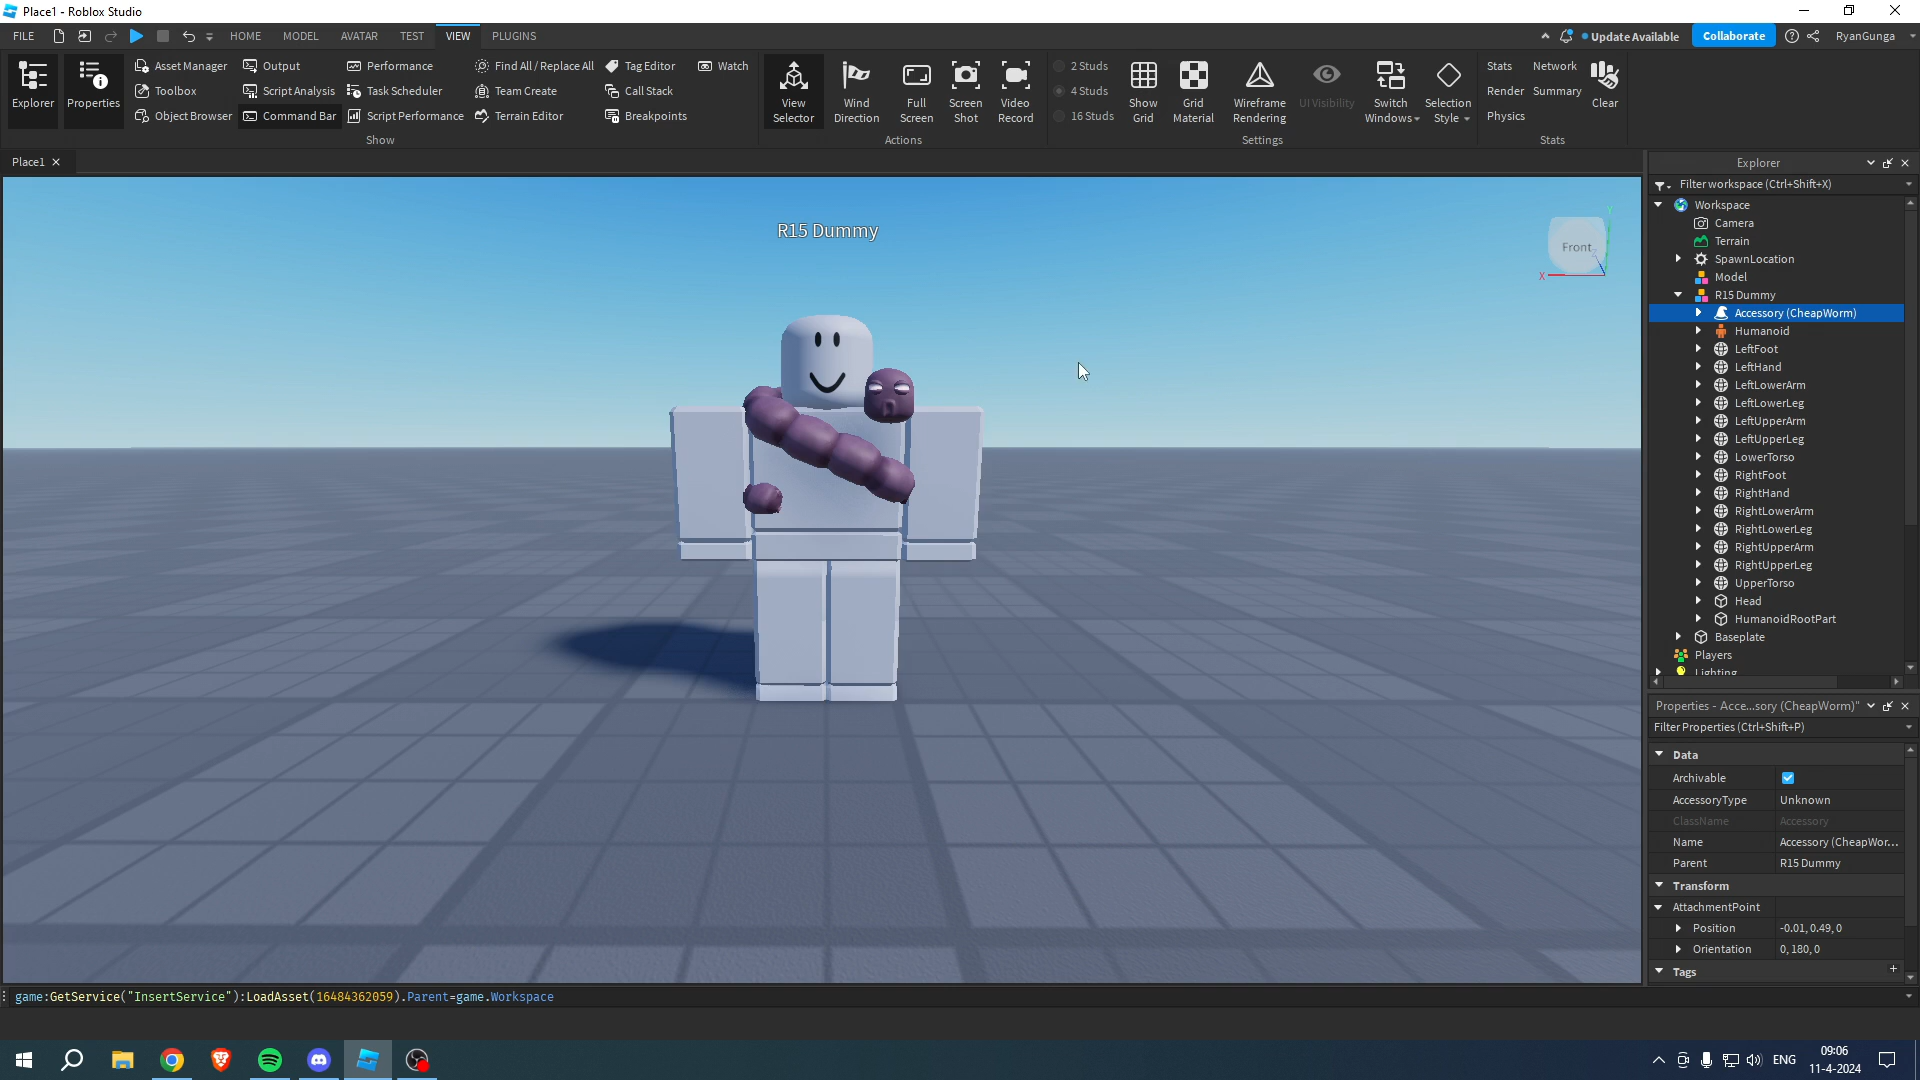 Place1 - Roblox Studio
FILE HOME MODEL AVATAR TEST VIEW PLUGINS Update Available Collaborate RyanGunga
Explorer
Properties
Asset Manager
Toolbox
Object Browser
Output
Script Analysis
Command Bar
Performance
Task Scheduler
Script Performance
Find All / Replace All
Team Create
Terrain Editor
Tag Editor
Call Stack
Breakpoints
Watch
Show
View
Selector
Wind
Direction
Full
Screen
Screen
Shot
Video
Record
Actions
2 Studs
4 Studs
16 Studs
Show
Grid
Grid
Material
Wireframe
Rendering
UI Visibility
Switch
Windows
Selection
Style
Settings
Stats Network
Render Summary
Physics
Clear
Stats
Place1
R15 Dummy
Front
X
Y
Z
Explorer
Filter workspace (Ctrl+Shift+X)
Workspace
Camera
Terrain
SpawnLocation
Model
R15 Dummy
Accessory (CheapWorm)
Humanoid
LeftFoot
LeftHand
LeftLowerArm
LeftLowerLeg
LeftUpperArm
LeftUpperLeg
LowerTorso
RightFoot
RightHand
RightLowerArm
RightLowerLeg
RightUpperArm
RightUpperLeg
UpperTorso
Head
HumanoidRootPart
Baseplate
Players
Lighting
Properties - Acce...sory (CheapWorm)"
Filter Properties (Ctrl+Shift+P)
Data
Archivable
AccessoryType Unknown
ClassName Accessory
Name Accessory (CheapWor...
Parent R15 Dummy
Transform
AttachmentPoint
Position -0.01, 0.49, 0
Orientation 0, 180, 0
Tags
game:GetService("InsertService"):LoadAsset(16484362059).Parent=game.Workspace
ENG
09:06
11-4-2024